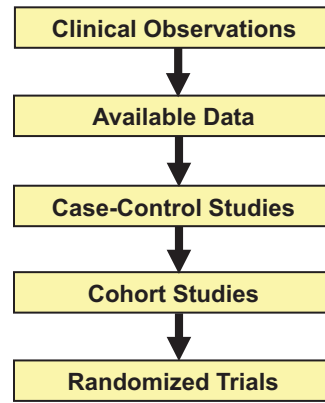 Clinical Observations
Available Data
Case-Control Studies
Cohort Studies
Randomized Trials